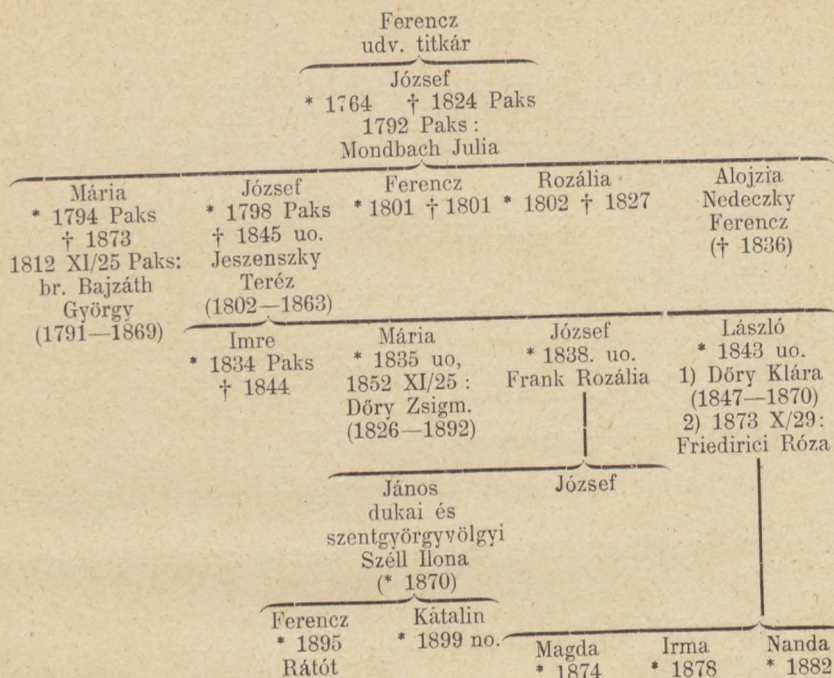 Ferencz
udv. titkár
József
* 1764 † 1824 Paks
1792 Paks :
Mondbach Julia
Mária
* 1794 Paks
† 1873
1812 XI/25 Paks:
br. Bajzáth
György
(1791—1869)
József
* 1798 Paks
† 1845 uo.
Jeszenszky
Teréz
(1802—1863)
Ferencz
* 1801 † 1801
Rozália
* 1802 † 1827
Alojzia
Nedeczky
Ferencz
(† 1836)
Imre
* 1834 Paks
† 1844
Mária
* 1835 uo,
1852 XI/25 :
Dőry Zsigm.
(1826—1892)
József
* 1838. uo.
Frank Rozália
László
* 1843 uo.
1) Dőry Klára
(1847—1870)
2) 1873 X/29:
Friedirici Róza
János
dukai és
szentgyörgyvölgyi
Széll Ilona
(* 1870)
József
Ferencz
* 1895
Rátót
Katalin
* 1899 no.
Magda
* 1874
Irma
* 1878
Nanda
* 1882